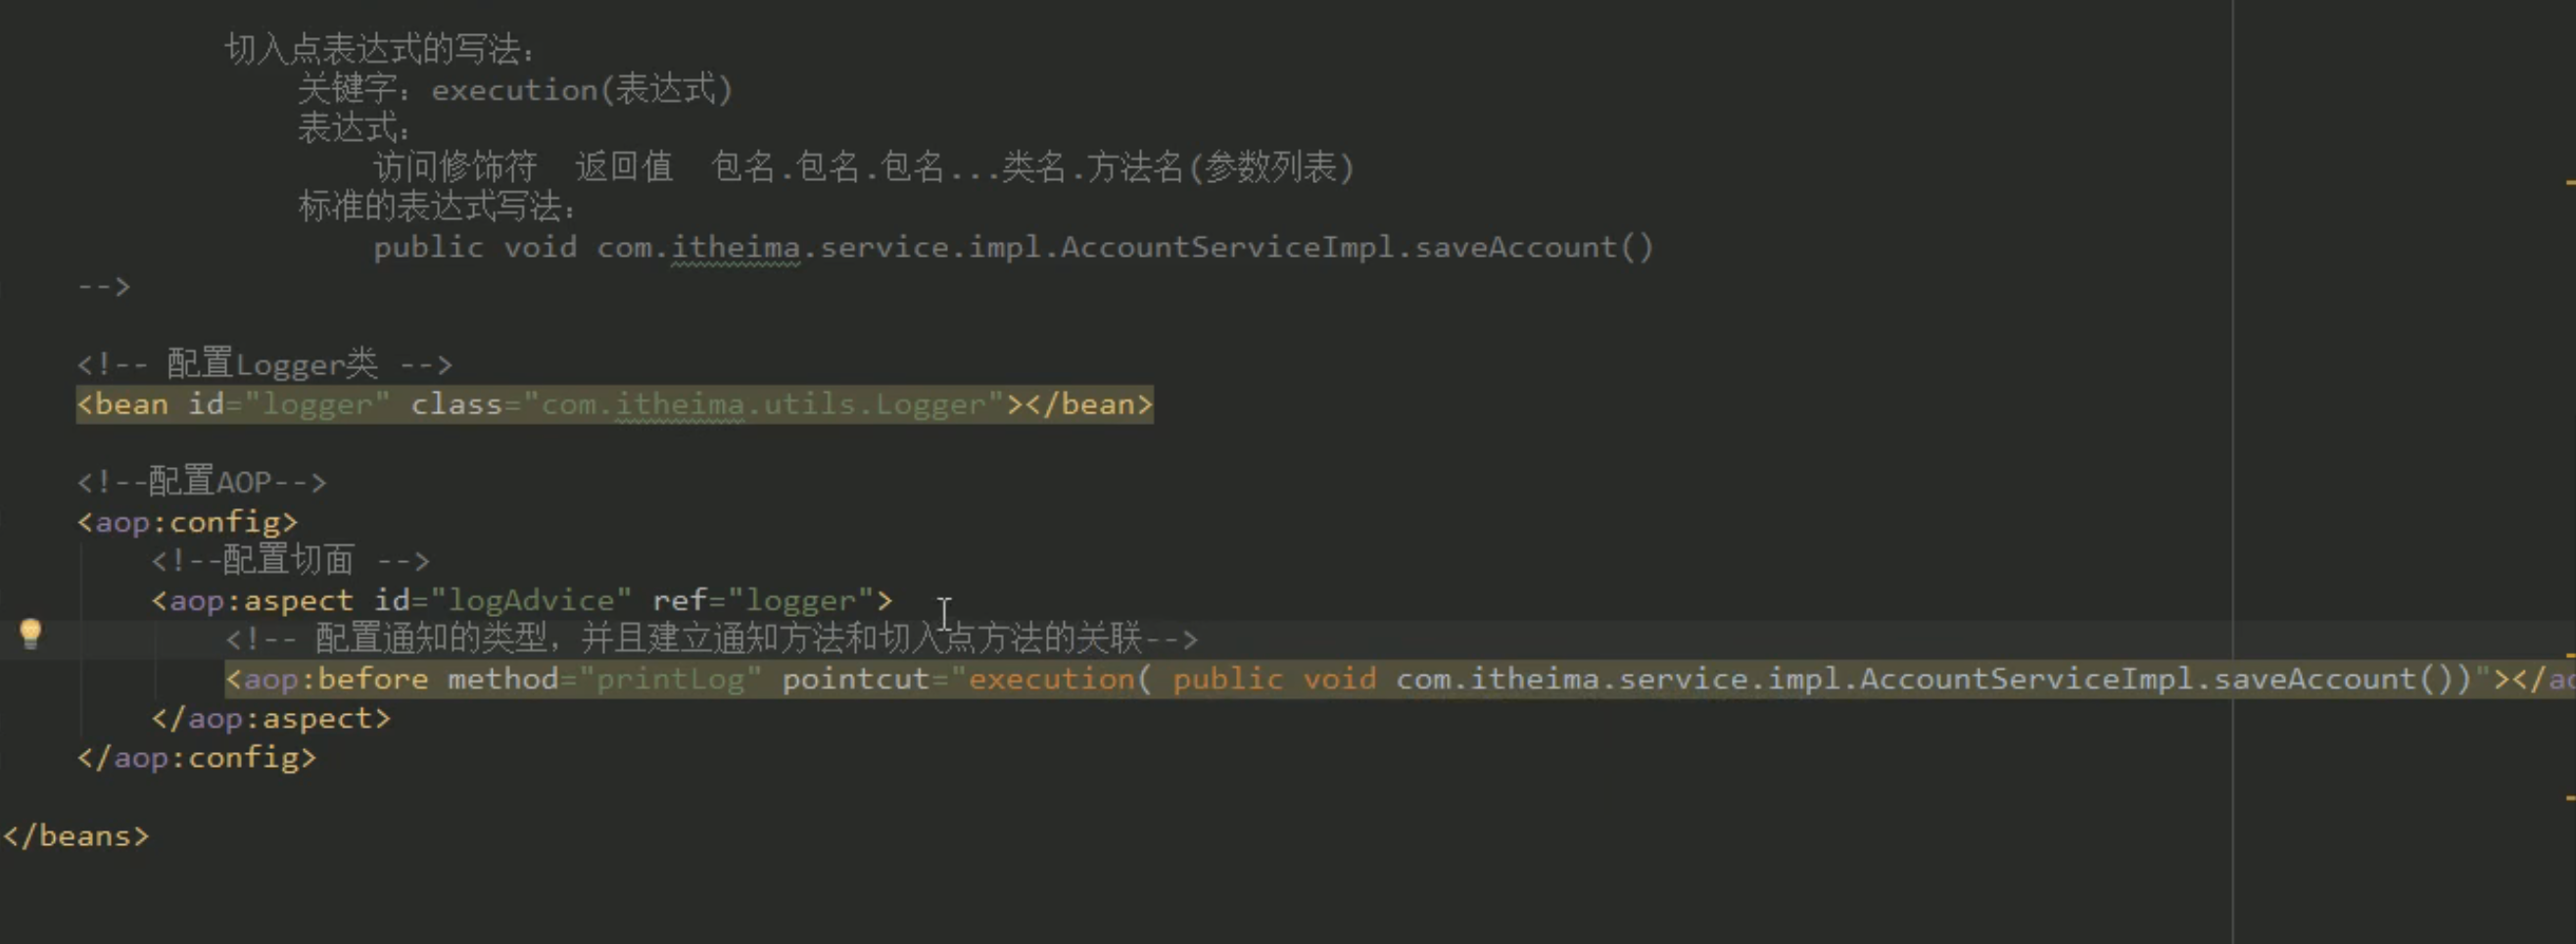 切入点表达式的写法：
关键字：execution(表达式)
表达式：
访问修饰符  返回值  包名.包名.包名...类名.方法名(参数列表)
标准的表达式写法：
public void com.itheima.service.impl.AccountServiceImpl.saveAccount()
-->
<!-- 配置Logger类 -->
<bean id="logger" class="com.itheima.utils.Logger"></bean>
<!--配置AOP-->
<aop:config>
<!--配置切面 -->
<aop:aspect id="logAdvice" ref="logger">
<!-- 配置通知的类型，并且建立通知方法和切入点方法的关联-->
<aop:before method="printLog" pointcut="execution( public void com.itheima.service.impl.AccountServiceImpl.saveAccount())"></
</aop:aspect>
</aop:config>
</beans>